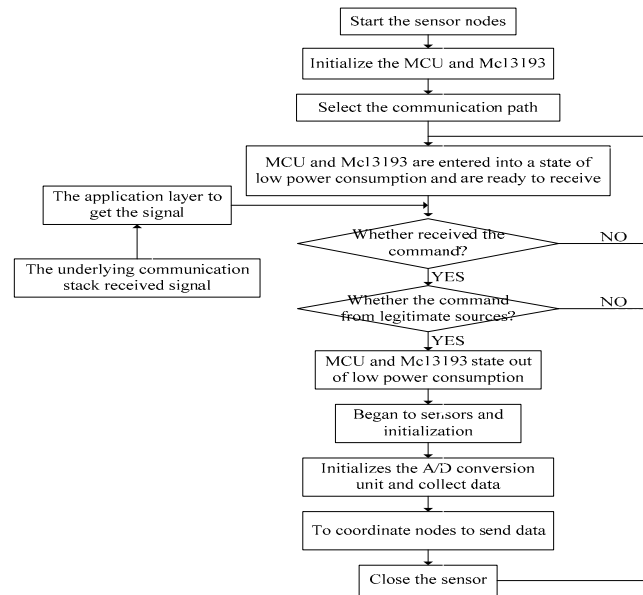 Start the sensor nodes
Initialize the MCU and Mc13193
Select the communication path
MCU and Mc13193 are entered into a state of
low power consumption and are ready to receive
The application layer to
get the signal
The underlying communication
stack received signal
Whether received the
command?
NO
YES
Whether the command
from legitimate sources?
NO
YES
MCU and Mc13193 state out
of low power consumption
Began to sensors and
initialization
Initializes the A/D conversion
unit and collect data
To coordinate nodes to send data
Close the sensor